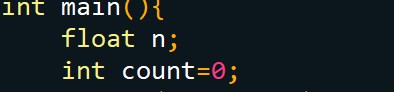 int main(){
    float n;
    int count=0;